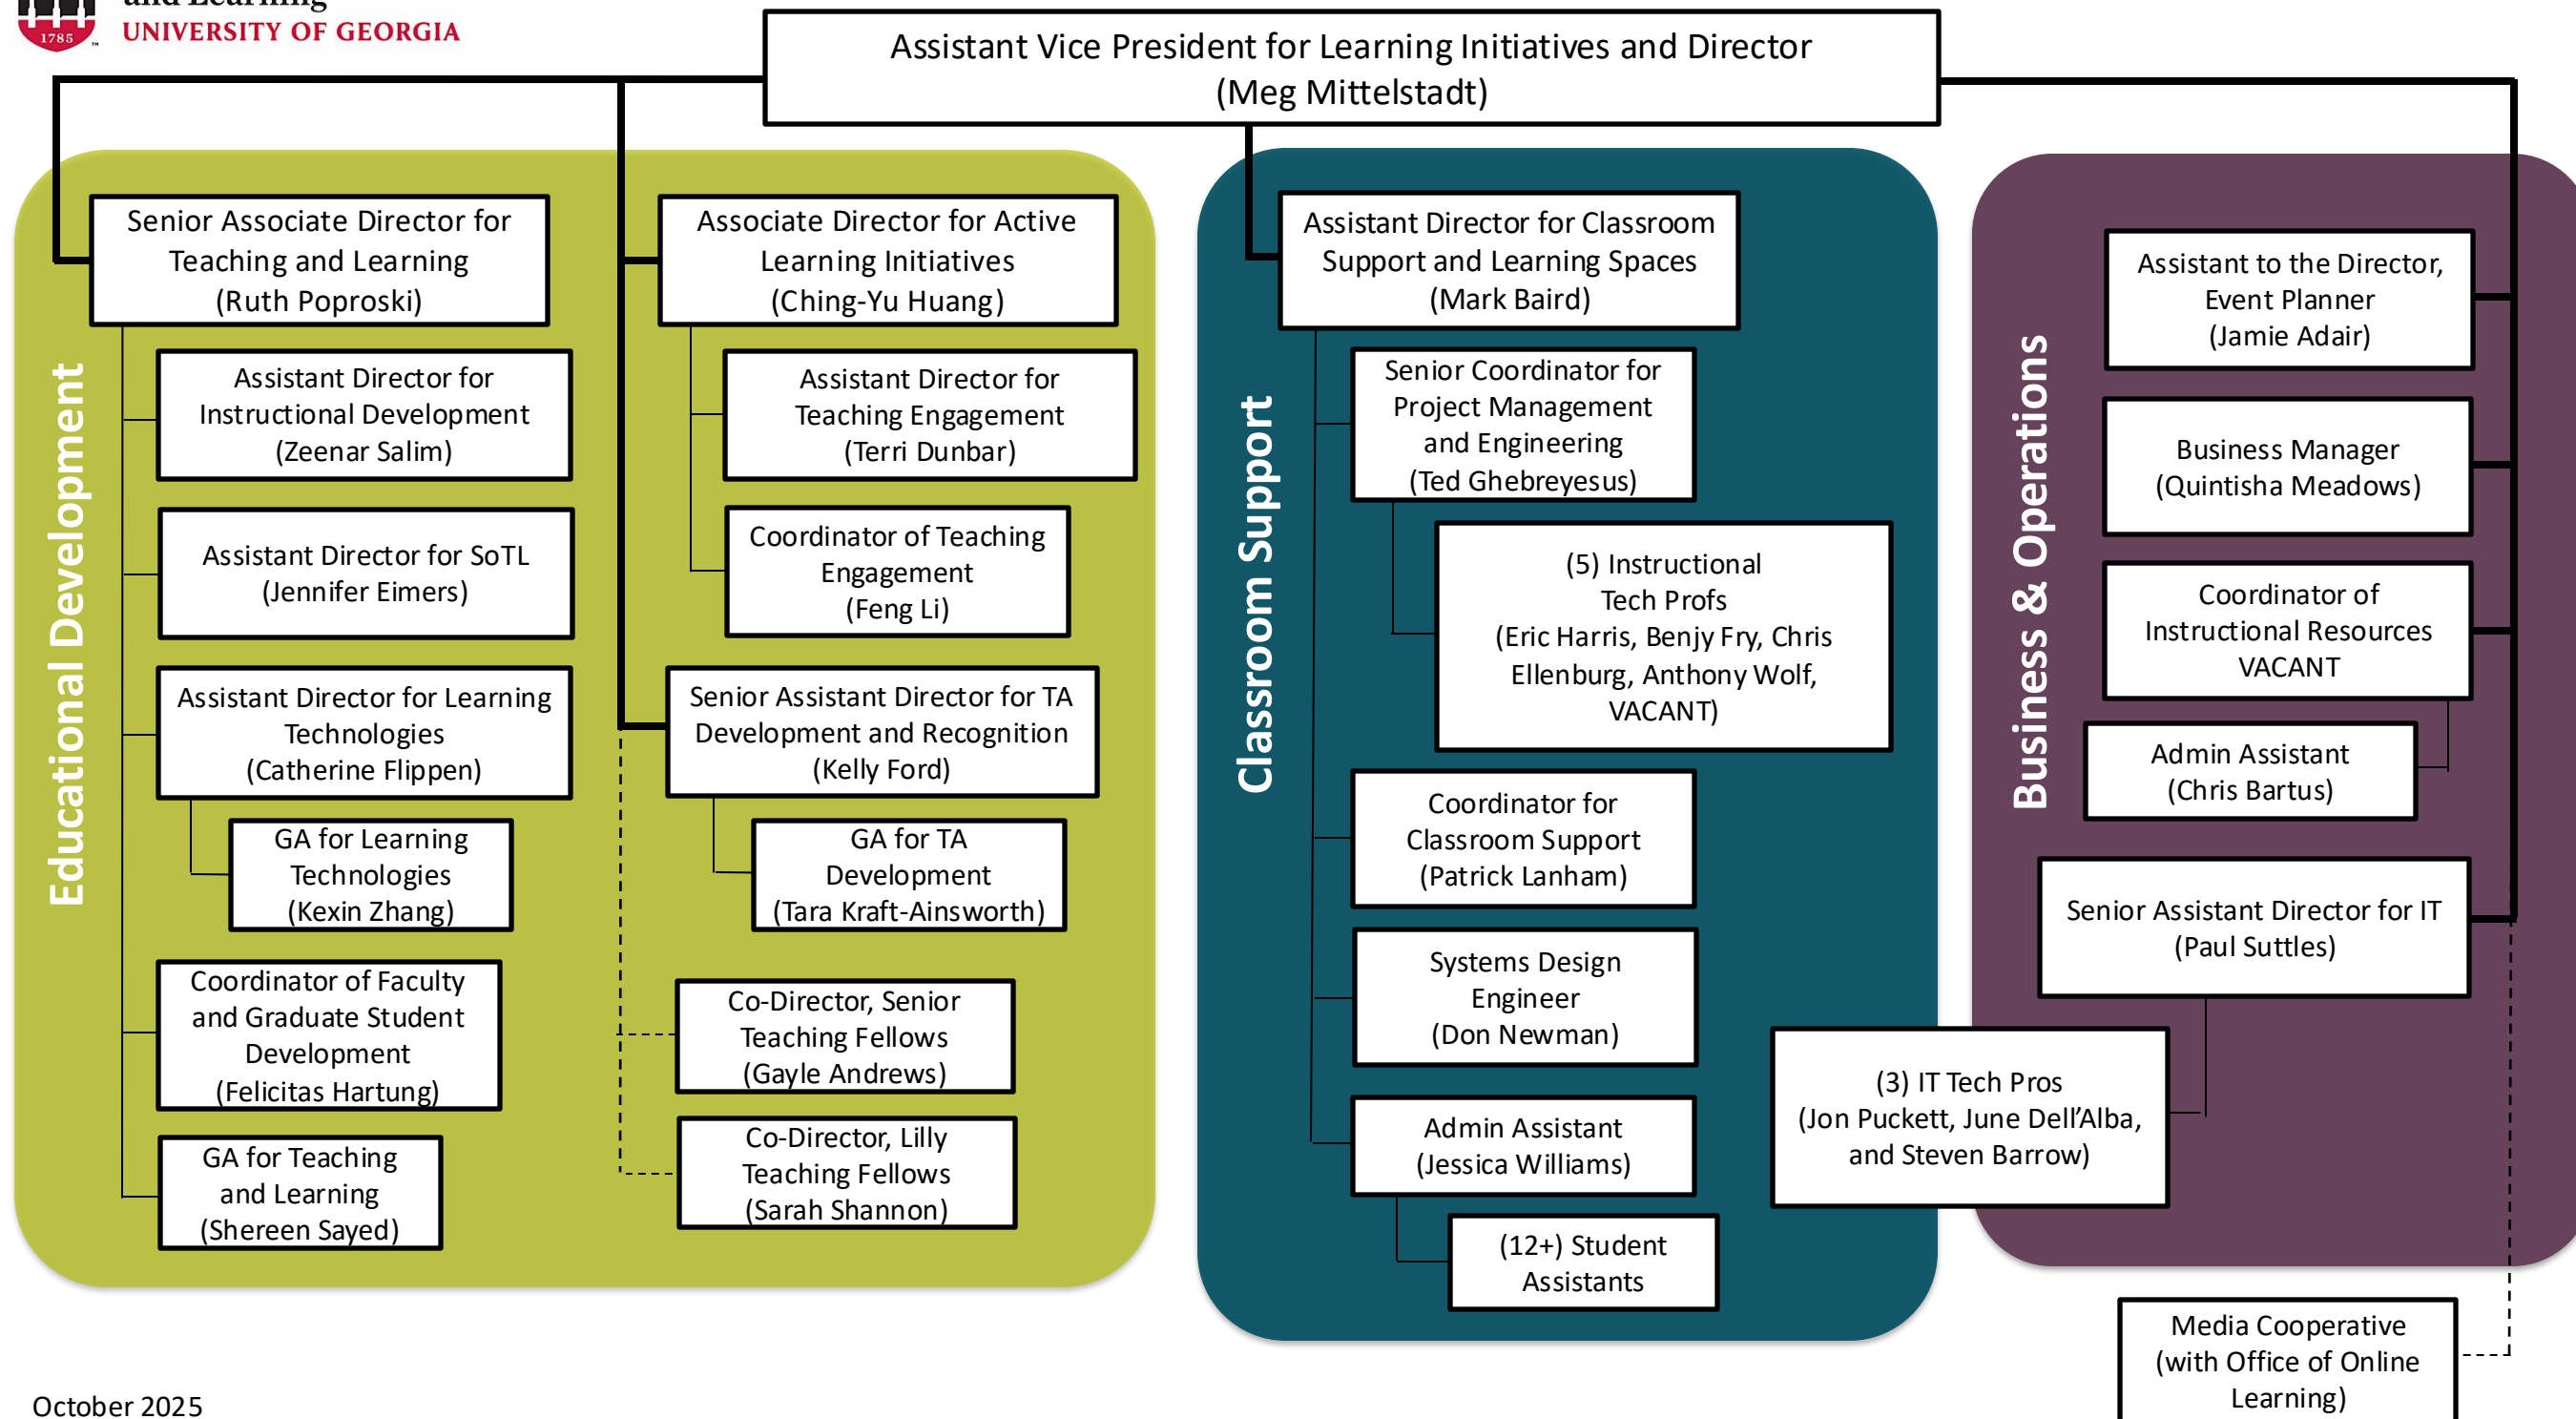 and Learning
1785
UNIVERSITY OF GEORGIA
Assistant Vice President for Learning Initiatives and Director
(Meg Mittelstadt)
Educational Development
Senior Associate Director for
Teaching and Learning
(Ruth Poproski)
Assistant Director for
Instructional Development
(Zeenar Salim)
Assistant Director for SoTL
(Jennifer Eimers)
Assistant Director for Learning
Technologies
(Catherine Flippen)
GA for Learning
Technologies
(Kexin Zhang)
Coordinator of Faculty
and Graduate Student
Development
(Felicitas Hartung)
GA for Teaching
and Learning
(Shereen Sayed)
Associate Director for Active
Learning Initiatives
(Ching-Yu Huang)
Assistant Director for
Teaching Engagement
(Terri Dunbar)
Coordinator of Teaching
Engagement
(Feng Li)
Senior Assistant Director for TA
Development and Recognition
(Kelly Ford)
GA for TA
Development
(Tara Kraft-Ainsworth)
Co-Director, Senior
Teaching Fellows
(Gayle Andrews)
Co-Director, Lilly
Teaching Fellows
(Sarah Shannon)
Classroom Support
Assistant Director for Classroom
Support and Learning Spaces
(Mark Baird)
Senior Coordinator for
Project Management
and Engineering
(Ted Ghebreyesus)
(5) Instructional
Tech Profs
(Eric Harris, Benjy Fry, Chris
Ellenburg, Anthony Wolf,
VACANT)
Coordinator for
Classroom Support
(Patrick Lanham)
Systems Design
Engineer
(Don Newman)
Admin Assistant
(Jessica Williams)
(12+) Student
Assistants
Business & Operations
Assistant to the Director,
Event Planner
(Jamie Adair)
Business Manager
(Quintisha Meadows)
Coordinator of
Instructional Resources
VACANT
Admin Assistant
(Chris Bartus)
Senior Assistant Director for IT
(Paul Suttles)
(3) IT Tech Pros
(Jon Puckett, June Dell’Alba,
and Steven Barrow)
Media Cooperative
(with Office of Online
Learning)
October 2025